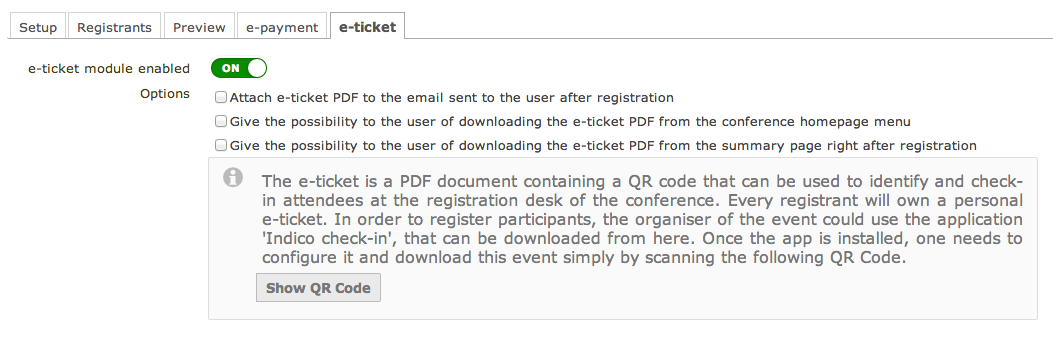 Setup Registrants Preview e-payment e-ticket
e-ticket module enabled ON
Options
Attach e-ticket PDF to the email sent to the user after registration
Give the possibility to the user of downloading the e-ticket PDF from the conference homepage menu
Give the possibility to the user of downloading the e-ticket PDF from the summary page right after registration
The e-ticket is a PDF document containing a QR code that can be used to identify and check-
in attendees at the registration desk of the conference. Every registrant will own a personal
e-ticket. In order to register participants, the organiser of the event could use the application
'Indico check-in', that can be downloaded from here. Once the app is installed, one needs to
configure it and download this event simply by scanning the following QR Code.
Show QR Code